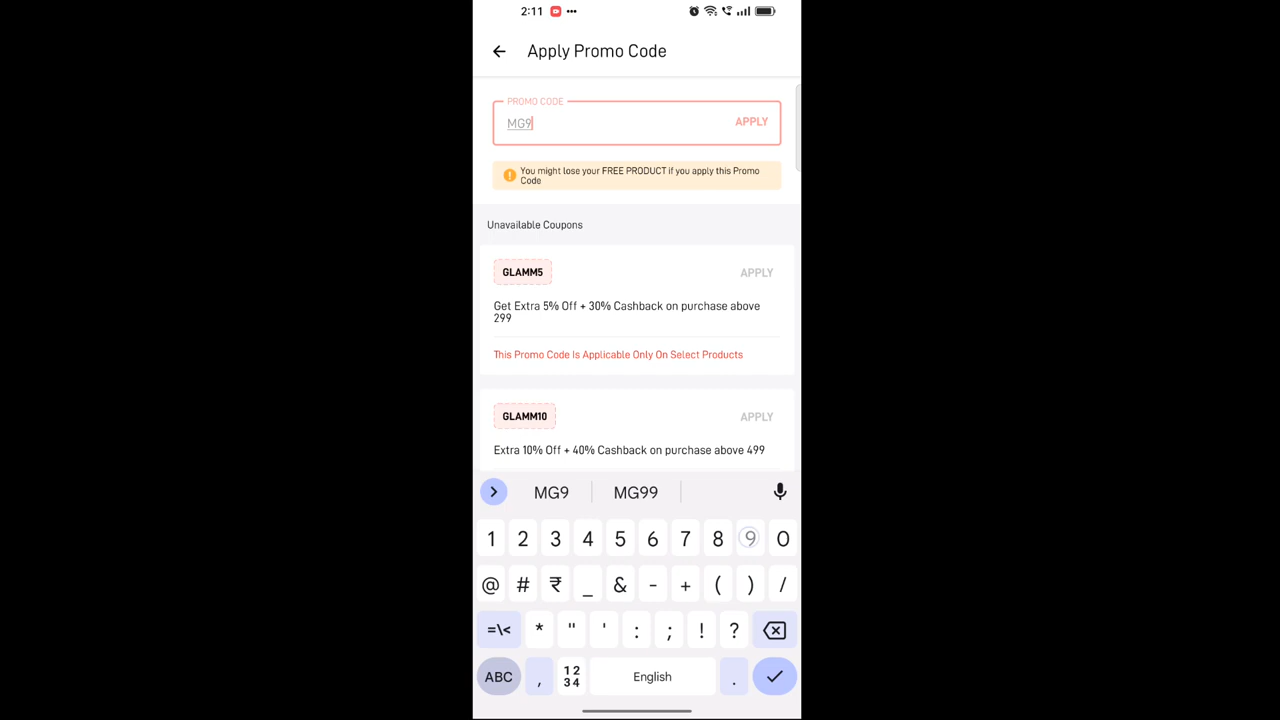 2:11
Apply Promo Code
PROMO CODE
MG9
APPLY
You might lose your FREE PRODUCT if you apply this Promo
Code
Unavailable Coupons
GLAMM5
APPLY
Get Extra 5% Off + 30% Cashback on purchase above
299
This Promo Code Is Applicable Only On Select Products
GLAMM10
APPLY
Extra 10% Off + 40% Cashback on purchase above 499
MG9 MG99
1 2 3 4 5 6 7 8 9 0
@ # ₹ _ & - + ( ) /
=\< * " ' : ; ! ?
ABC , 12 English .
34